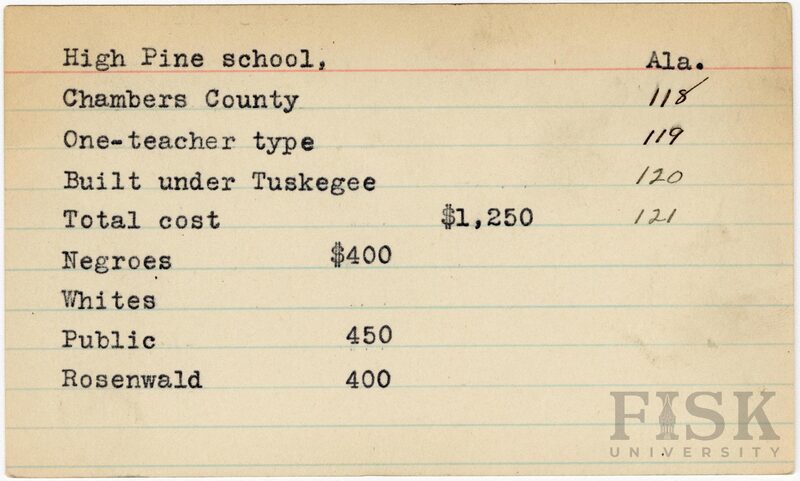 High Pine school, Ala.
Chambers County 118
One-teacher type 119
Built under Tuskegee 120
Total cost $1,250 121
Negroes $400
Whites
Public 450
Rosenwald 400
FISK
UNIVERSITY